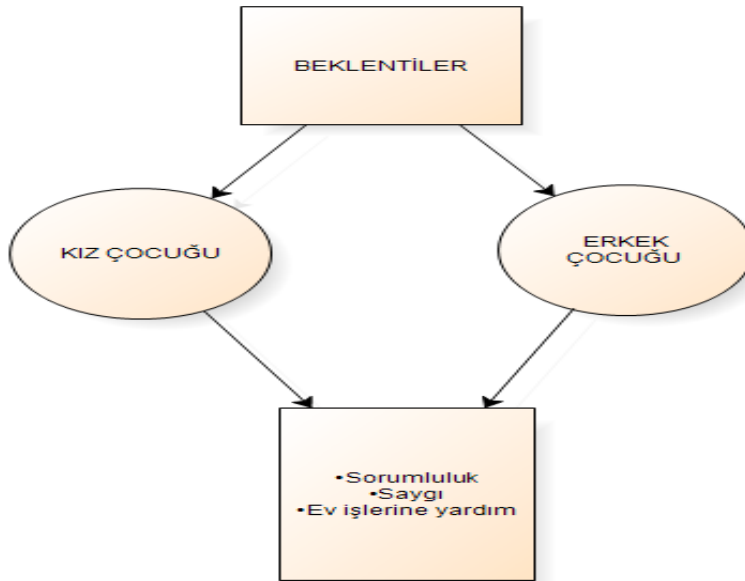 BEKLENTİLER
KIZ ÇOCUĞU
ERKEK
ÇOCUĞU
•Sorumluluk
•Saygı
•Ev işlerine yardım